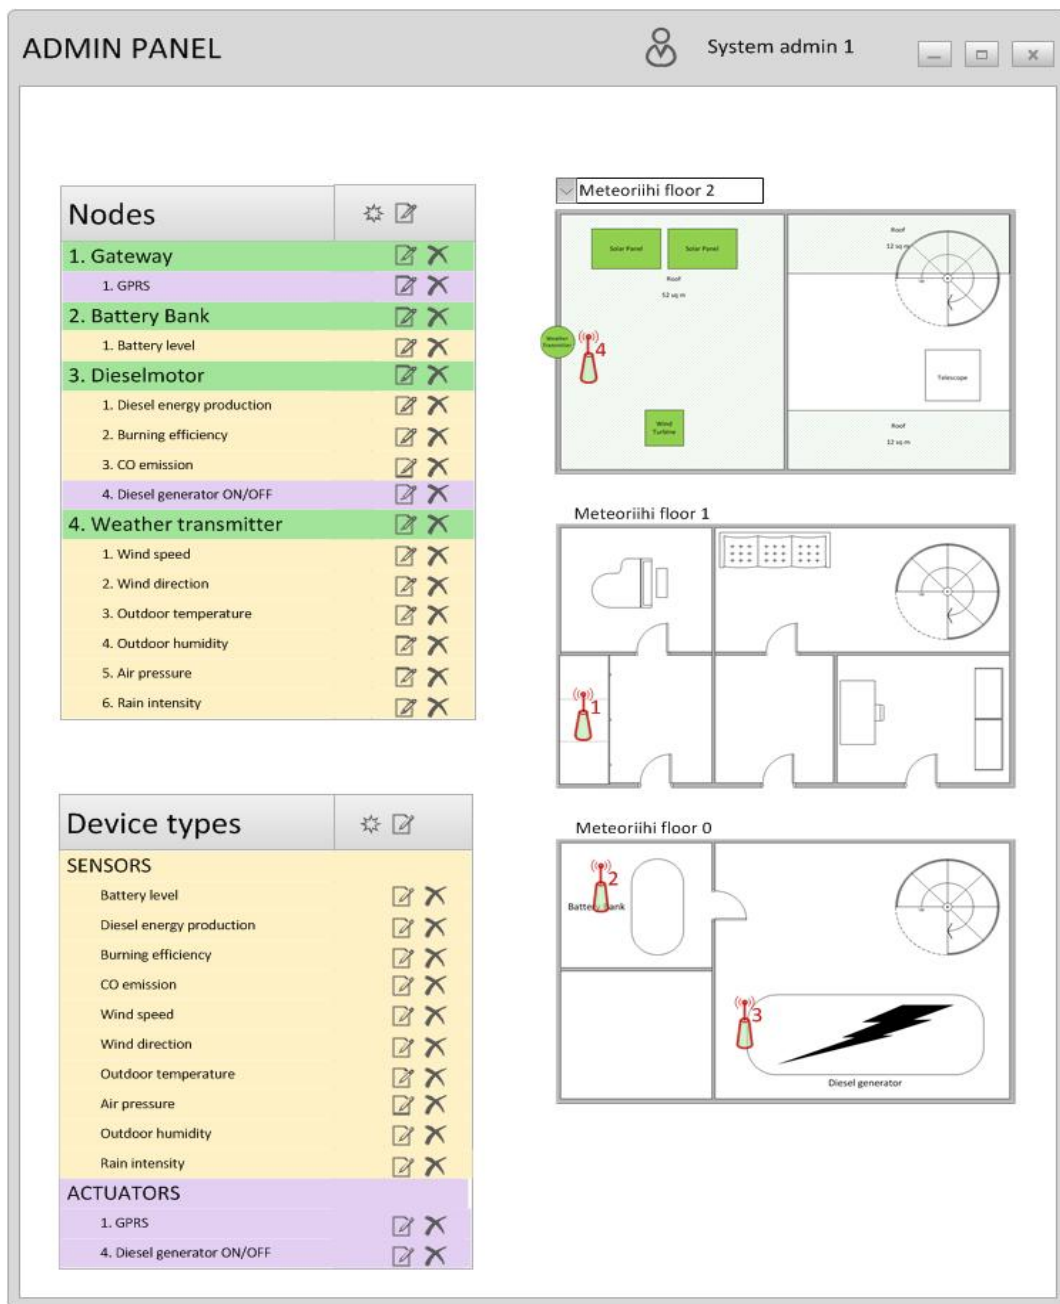 ADMIN PANEL
System admin 1
Nodes
1. Gateway
1. GPRS
2. Battery Bank
1. Battery level
3. Dieselmotor
1. Diesel energy production
2. Burning efficiency
3. CO emission
4. Diesel generator ON/OFF
4. Weather transmitter
1. Wind speed
2. Wind direction
3. Outdoor temperature
4. Outdoor humidity
5. Air pressure
6. Rain intensity
Device types
SENSORS
Battery level
Diesel energy production
Burning efficiency
CO emission
Wind speed
Wind direction
Outdoor temperature
Air pressure
Outdoor humidity
Rain intensity
ACTUATORS
1. GPRS
4. Diesel generator ON/OFF
Meteoriihi floor 2
Solar Panel
Solar Panel
Roof
52 sq m
Roof
12 sq m
Weather
Transmitter
4
Telescope
Wind
Turbine
Roof
12 sq m
Meteoriihi floor 1
1
Meteoriihi floor 0
2
Battery Bank
3
Diesel generator